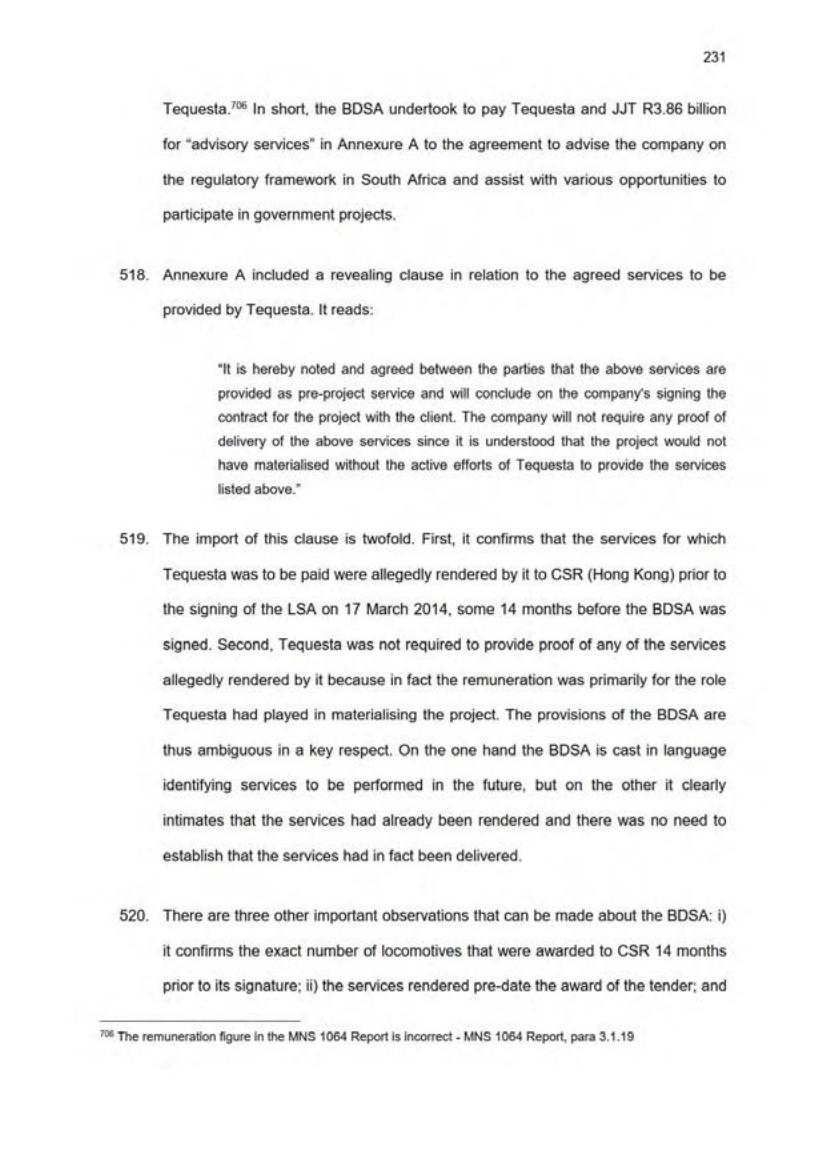 231
Tequesta.706 In short, the BDSA undertook to pay Tequesta and JJT R3.86 billion
for “advisory services” in Annexure A to the agreement to advise the company on
the regulatory framework in South Africa and assist with various opportunities to
participate in government projects.
518. Annexure A included a revealing clause in relation to the agreed services to be
provided by Tequesta. It reads:
“It is hereby noted and agreed between the parties that the above services are
provided as pre-project service and will conclude on the company's signing the
contract for the project with the client. The company will not require any proof of
delivery of the above services since it is understood that the project would not
have materialised without the active efforts of Tequesta to provide the services
listed above.”
519. The import of this clause is twofold. First, it confirms that the services for which
Tequesta was to be paid were allegedly rendered by it to CSR (Hong Kong) prior to
the signing of the LSA on 17 March 2014, some 14 months before the BDSA was
signed. Second, Tequesta was not required to provide proof of any of the services
allegedly rendered by it because in fact the remuneration was primarily for the role
Tequesta had played in materialising the project. The provisions of the BDSA are
thus ambiguous in a key respect. On the one hand the BDSA is cast in language
identifying services to be performed in the future, but on the other it clearly
intimates that the services had already been rendered and there was no need to
establish that the services had in fact been delivered.
520. There are three other important observations that can be made about the BDSA: i)
it confirms the exact number of locomotives that were awarded to CSR 14 months
prior to its signature; ii) the services rendered pre-date the award of the tender; and
706 The remuneration figure in the MNS 1064 Report is incorrect - MNS 1064 Report, para 3.1.19